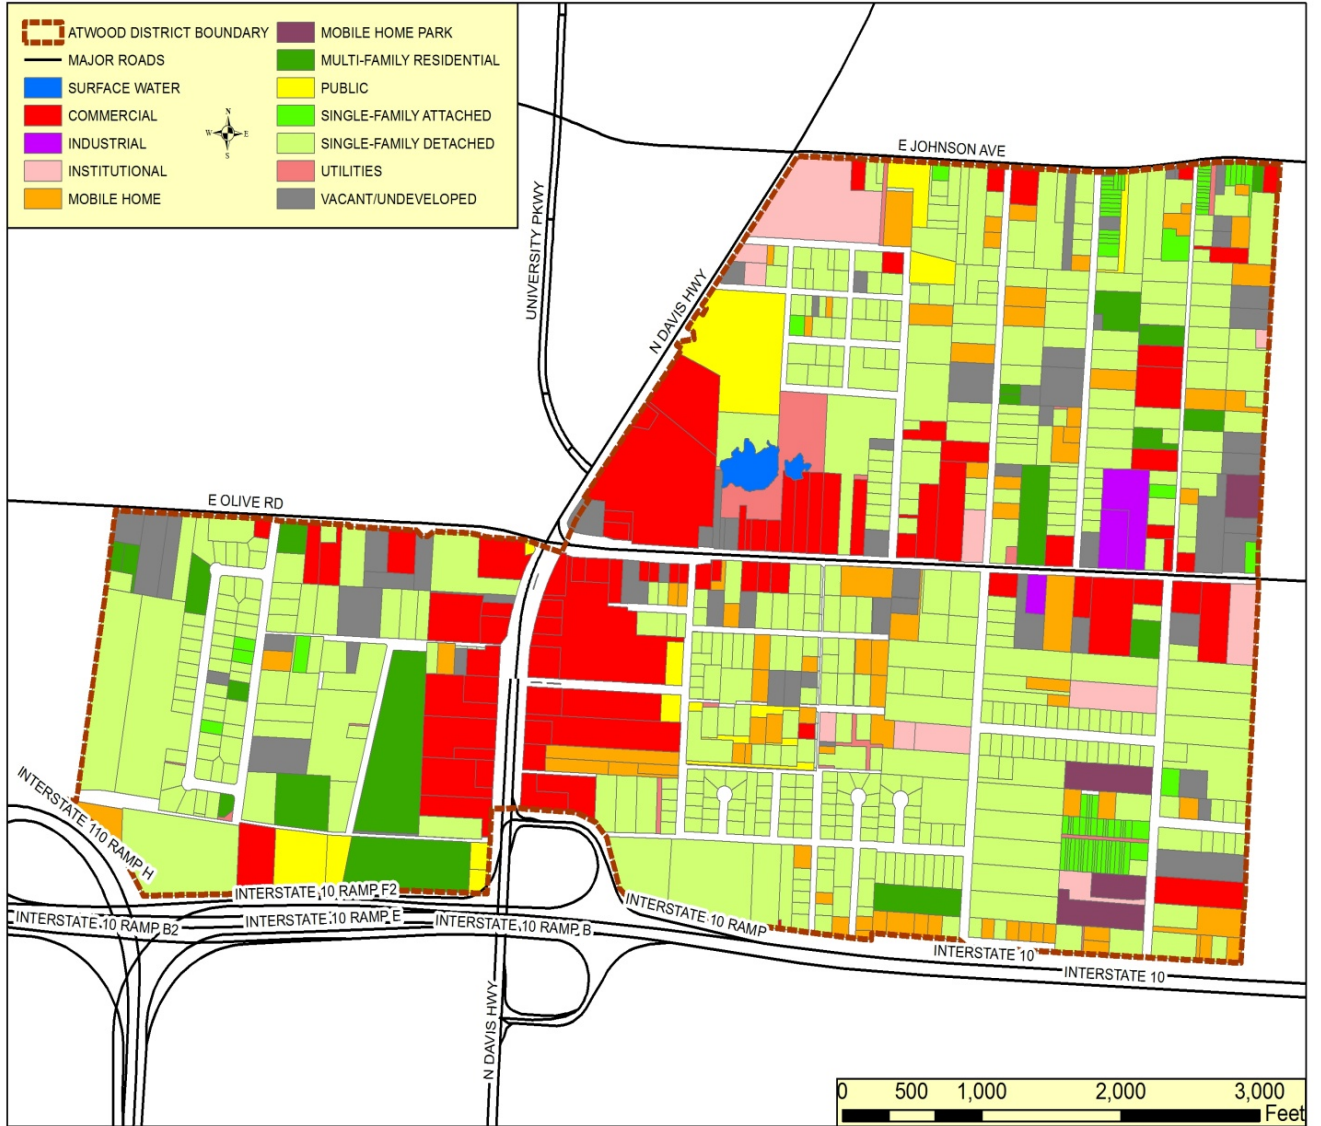 ATWOOD DISTRICT BOUNDARY
MAJOR ROADS
SURFACE WATER
COMMERCIAL
INDUSTRIAL
INSTITUTIONAL
MOBILE HOME
MOBILE HOME PARK
MULTI-FAMILY RESIDENTIAL
PUBLIC
SINGLE-FAMILY ATTACHED
SINGLE-FAMILY DETACHED
UTILITIES
VACANT/UNDEVELOPED
N
W E
S
E JOHNSON AVE
UNIVERSITY PKWY
N DAVIS HWY
E OLIVE RD
INTERSTATE 110 RAMP H
INTERSTATE 10 RAMP F2
INTERSTATE 10 RAMP B2
INTERSTATE 10 RAMP E
INTERSTATE 10 RAMP B
INTERSTATE 10 RAMP
INTERSTATE 10
INTERSTATE 10
N DAVIS HWY
0 500 1,000 2,000 3,000
Feet